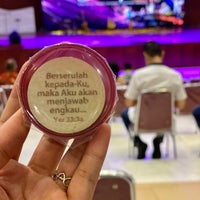 Berserulah
kepada-Ku,
maka Aku akan
menjawab
engkau...
Yer 33:3a